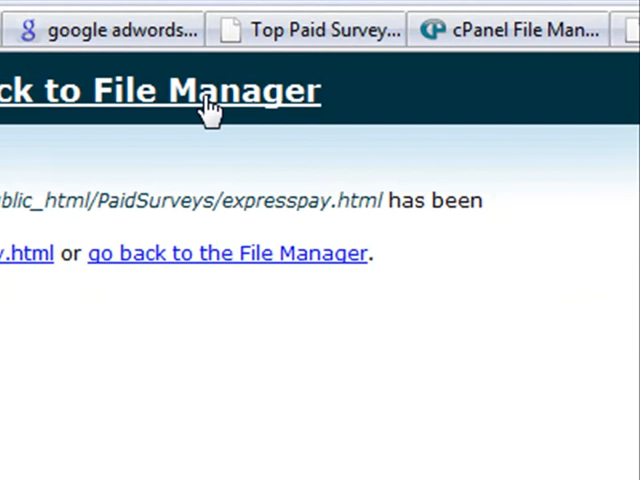 google adwords... Top Paid Survey... cPanel File Man...
ck to File Manager
blic_html/PaidSurveys/expresspay.html has been
.html or go back to the File Manager.